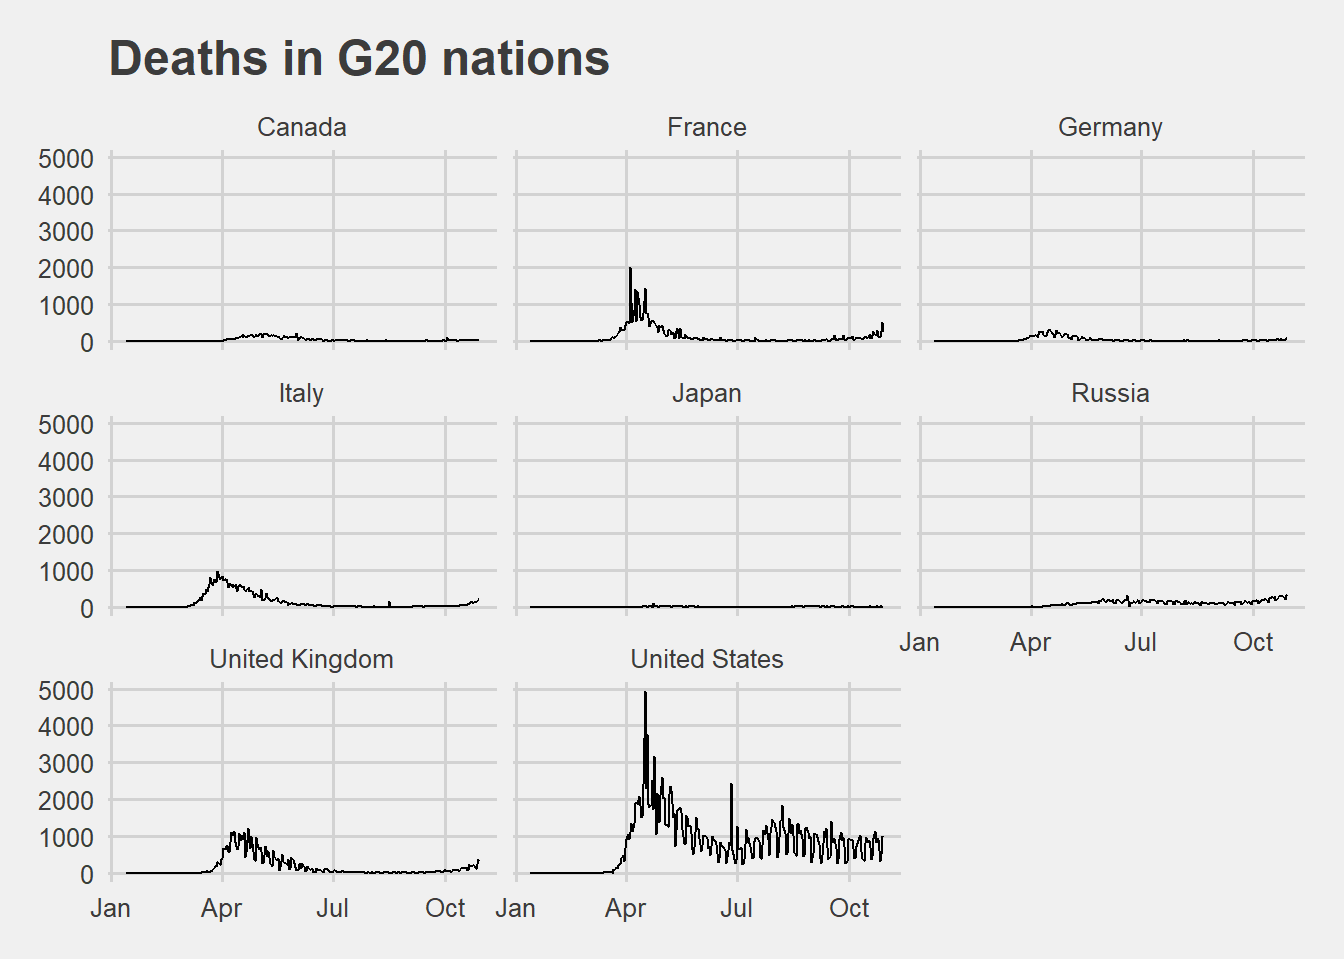 Deaths in G20 nations
Canada
France
Germany
5000
4000
3000
2000
1000
0
Italy
Japan
Russia
5000
4000
3000
2000
1000
0
Jan Apr Jul Oct
United Kingdom
United States
5000
4000
3000
2000
1000
0
Jan Apr Jul Oct
Jan Apr Jul Oct